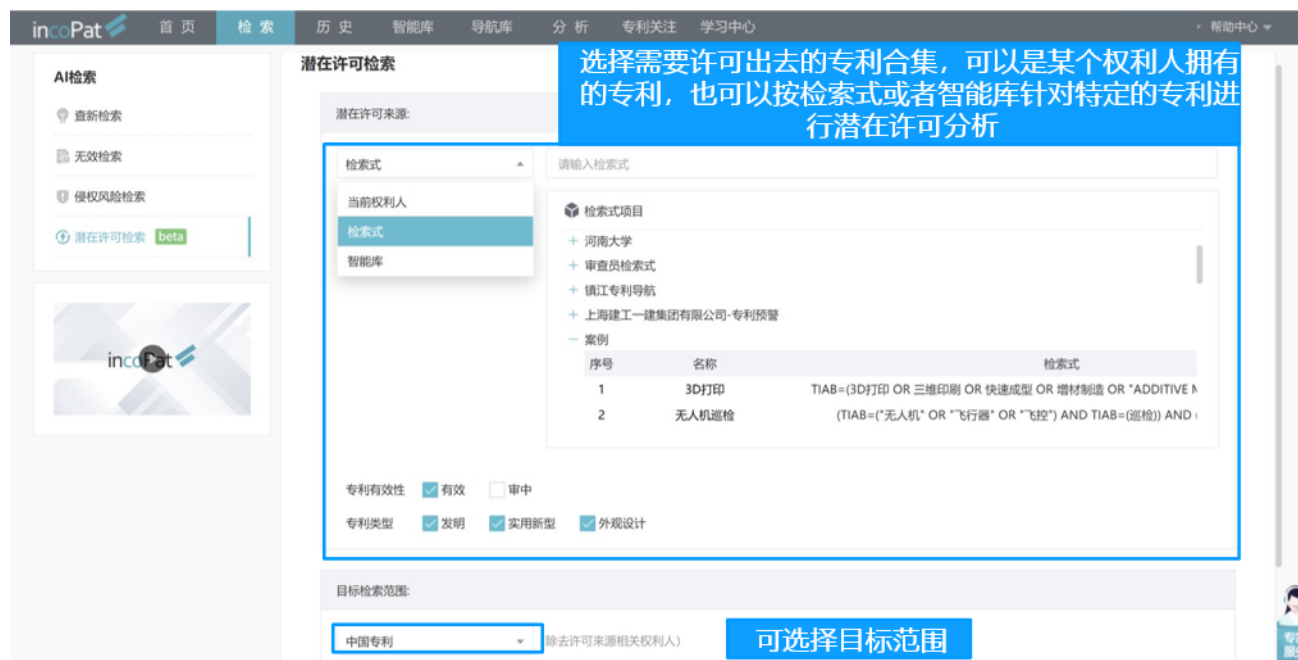 incoPat 首页 检索 历史 智能库 导航库 分析 专利关注 学习中心 帮助中心
AI检索
查新检索
无效检索
侵权风险检索
潜在许可检索 beta
incoPat
潜在许可检索
选择需要许可出去的专利合集，可以是某个权利人拥有
的专利，也可以按检索式或者智能库针对特定的专利进
行潜在许可分析
潜在许可来源:
检索式 请输入检索式
当前权利人
检索式
智能库
检索式项目
+ 河南大学
+ 审查员检索式
+ 镇江专利导航
+ 上海建工一建集团有限公司-专利预警
− 案例
序号 名称 检索式
1 3D打印 TIAB=(3D打印 OR 三维印刷 OR 快速成型 OR 增材制造 OR "ADDITIVE M
2 无人机巡检 (TIAB=("无人机" OR "飞行器" OR "飞控") AND TIAB=(巡检)) AND (
专利有效性 有效 审中
专利类型 发明 实用新型 外观设计
目标检索范围:
中国专利 除去许可来源相关权利人）
可选择目标范围